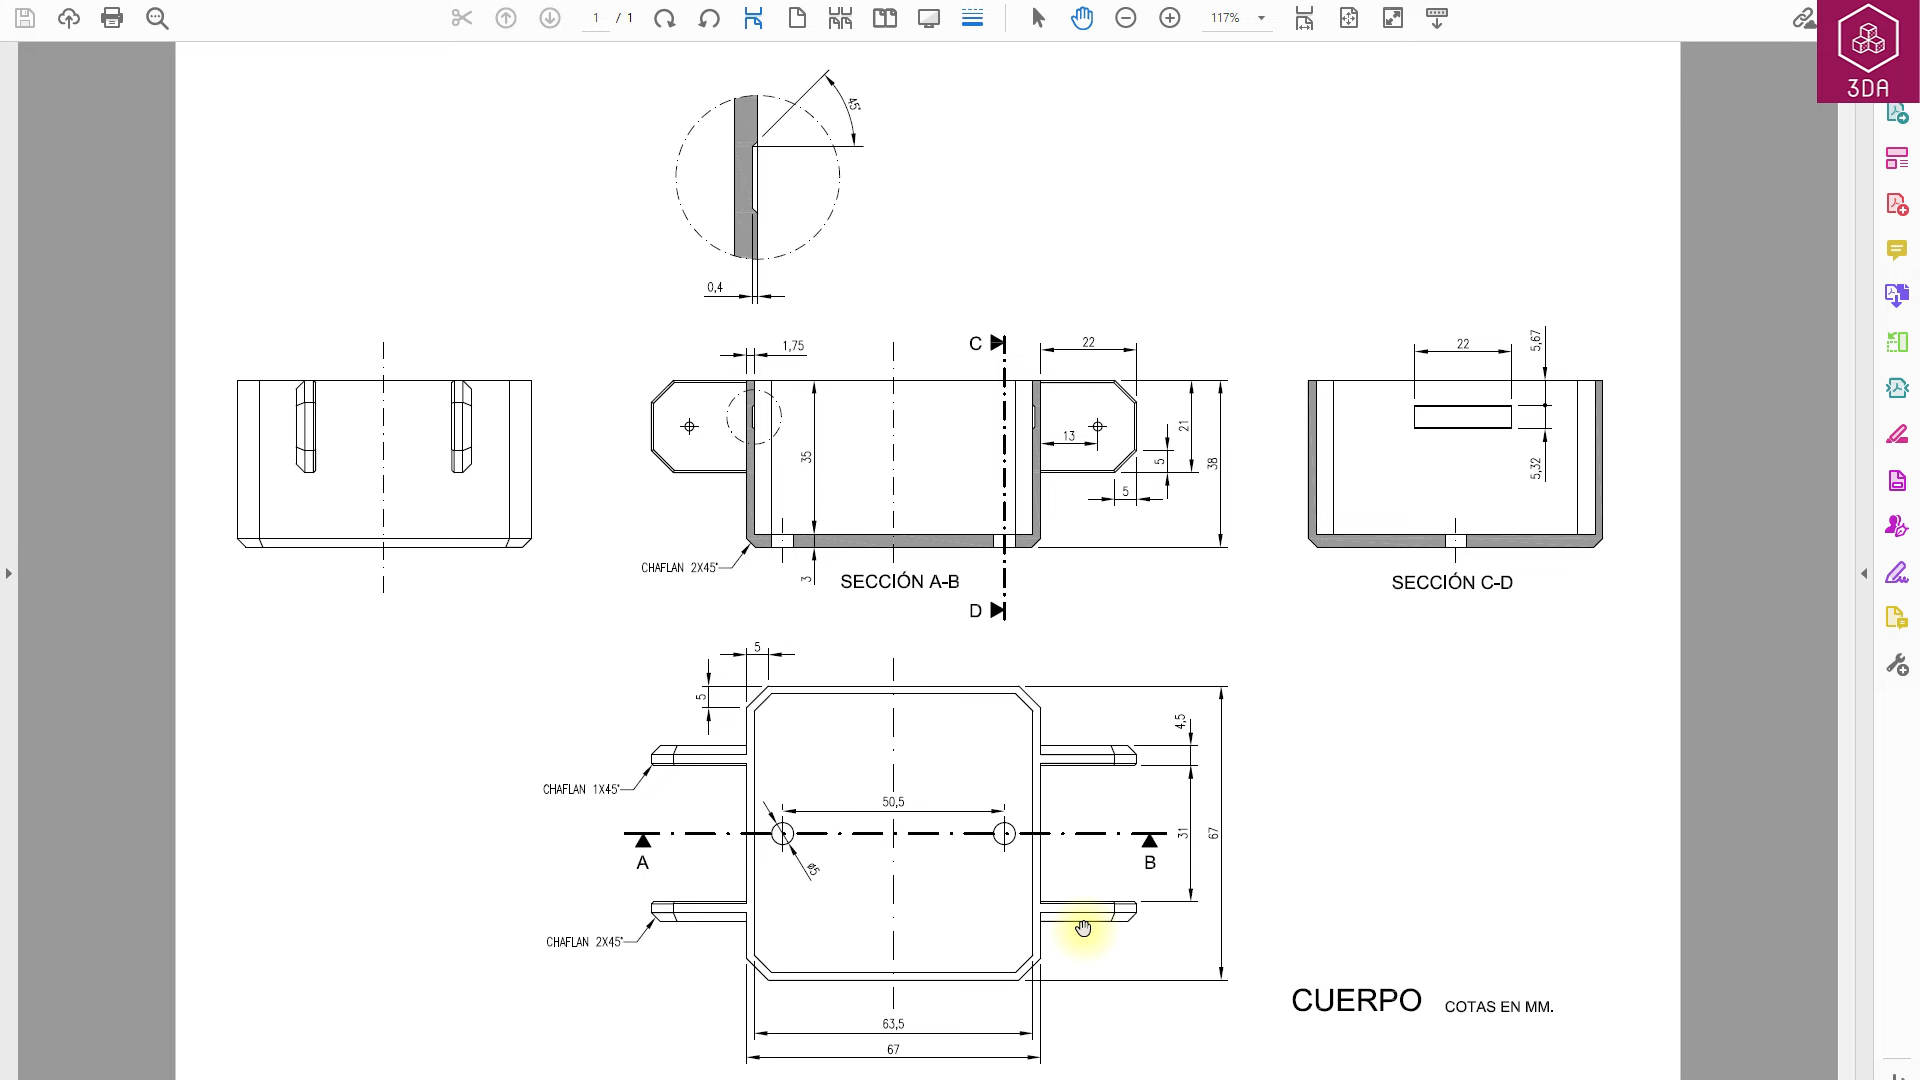 1 / 1
117%
3DA
45°
0,4
1,75
C
22
22
5,67
35
13
21
5
38
5
5,32
CHAFLAN 2X45°
3
SECCIÓN A-B
SECCIÓN C-D
D
5
5
4,5
CHAFLAN 1X45°
50,5
31
67
A
B
ø5
CHAFLAN 2X45°
CUERPO COTAS EN MM.
63,5
67